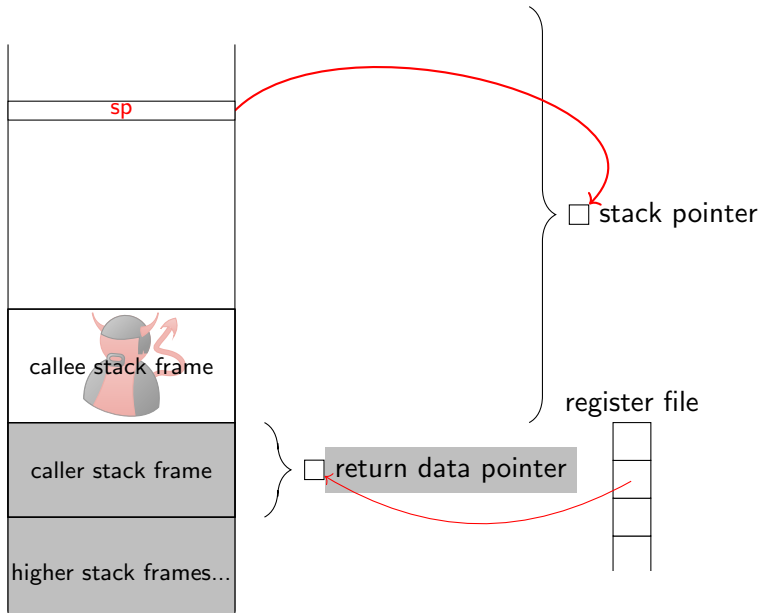 sp
stack pointer
callee stack frame
register file
caller stack frame
return data pointer
higher stack frames...